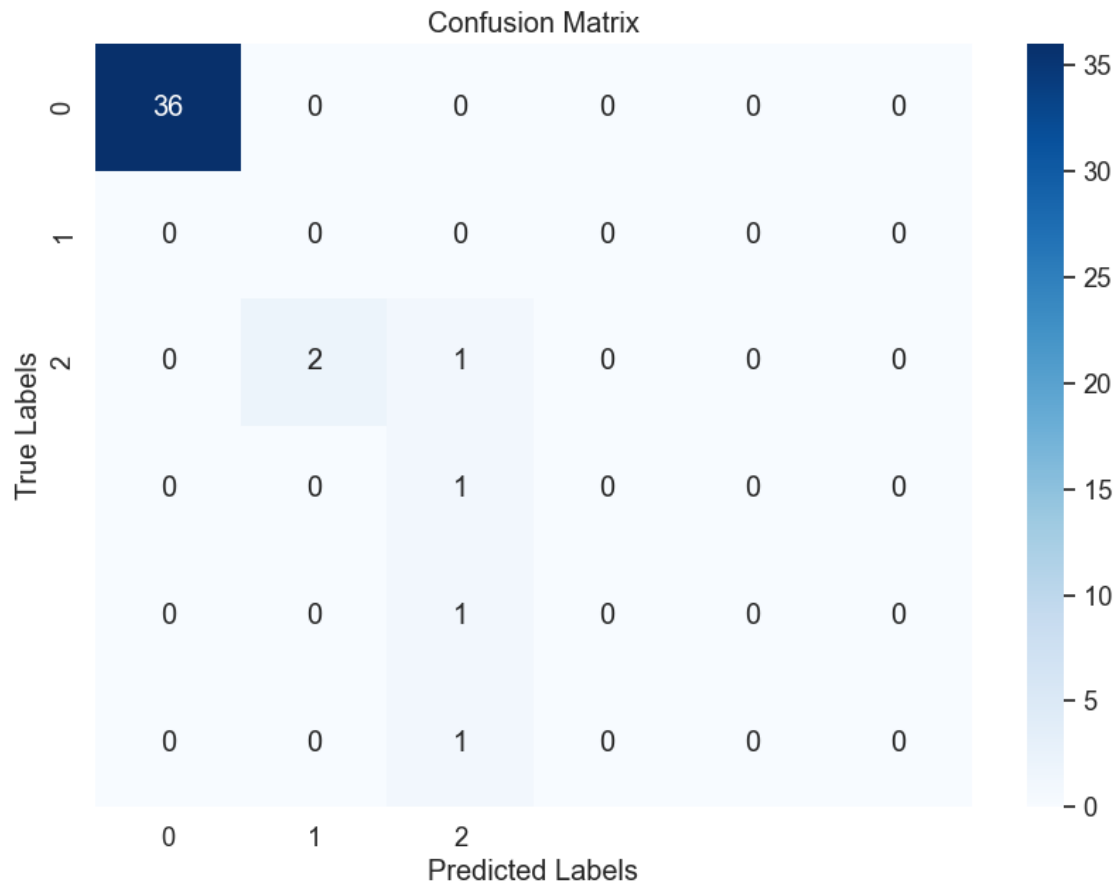 Confusion Matrix
0 36 0 0 0 0 0
1 0 0 0 0 0 0
2 0 2 1 0 0 0
0 0 1 0 0 0
0 0 1 0 0 0
0 0 1 0 0 0
0 1 2
True Labels
Predicted Labels
35
30
25
20
15
10
5
0